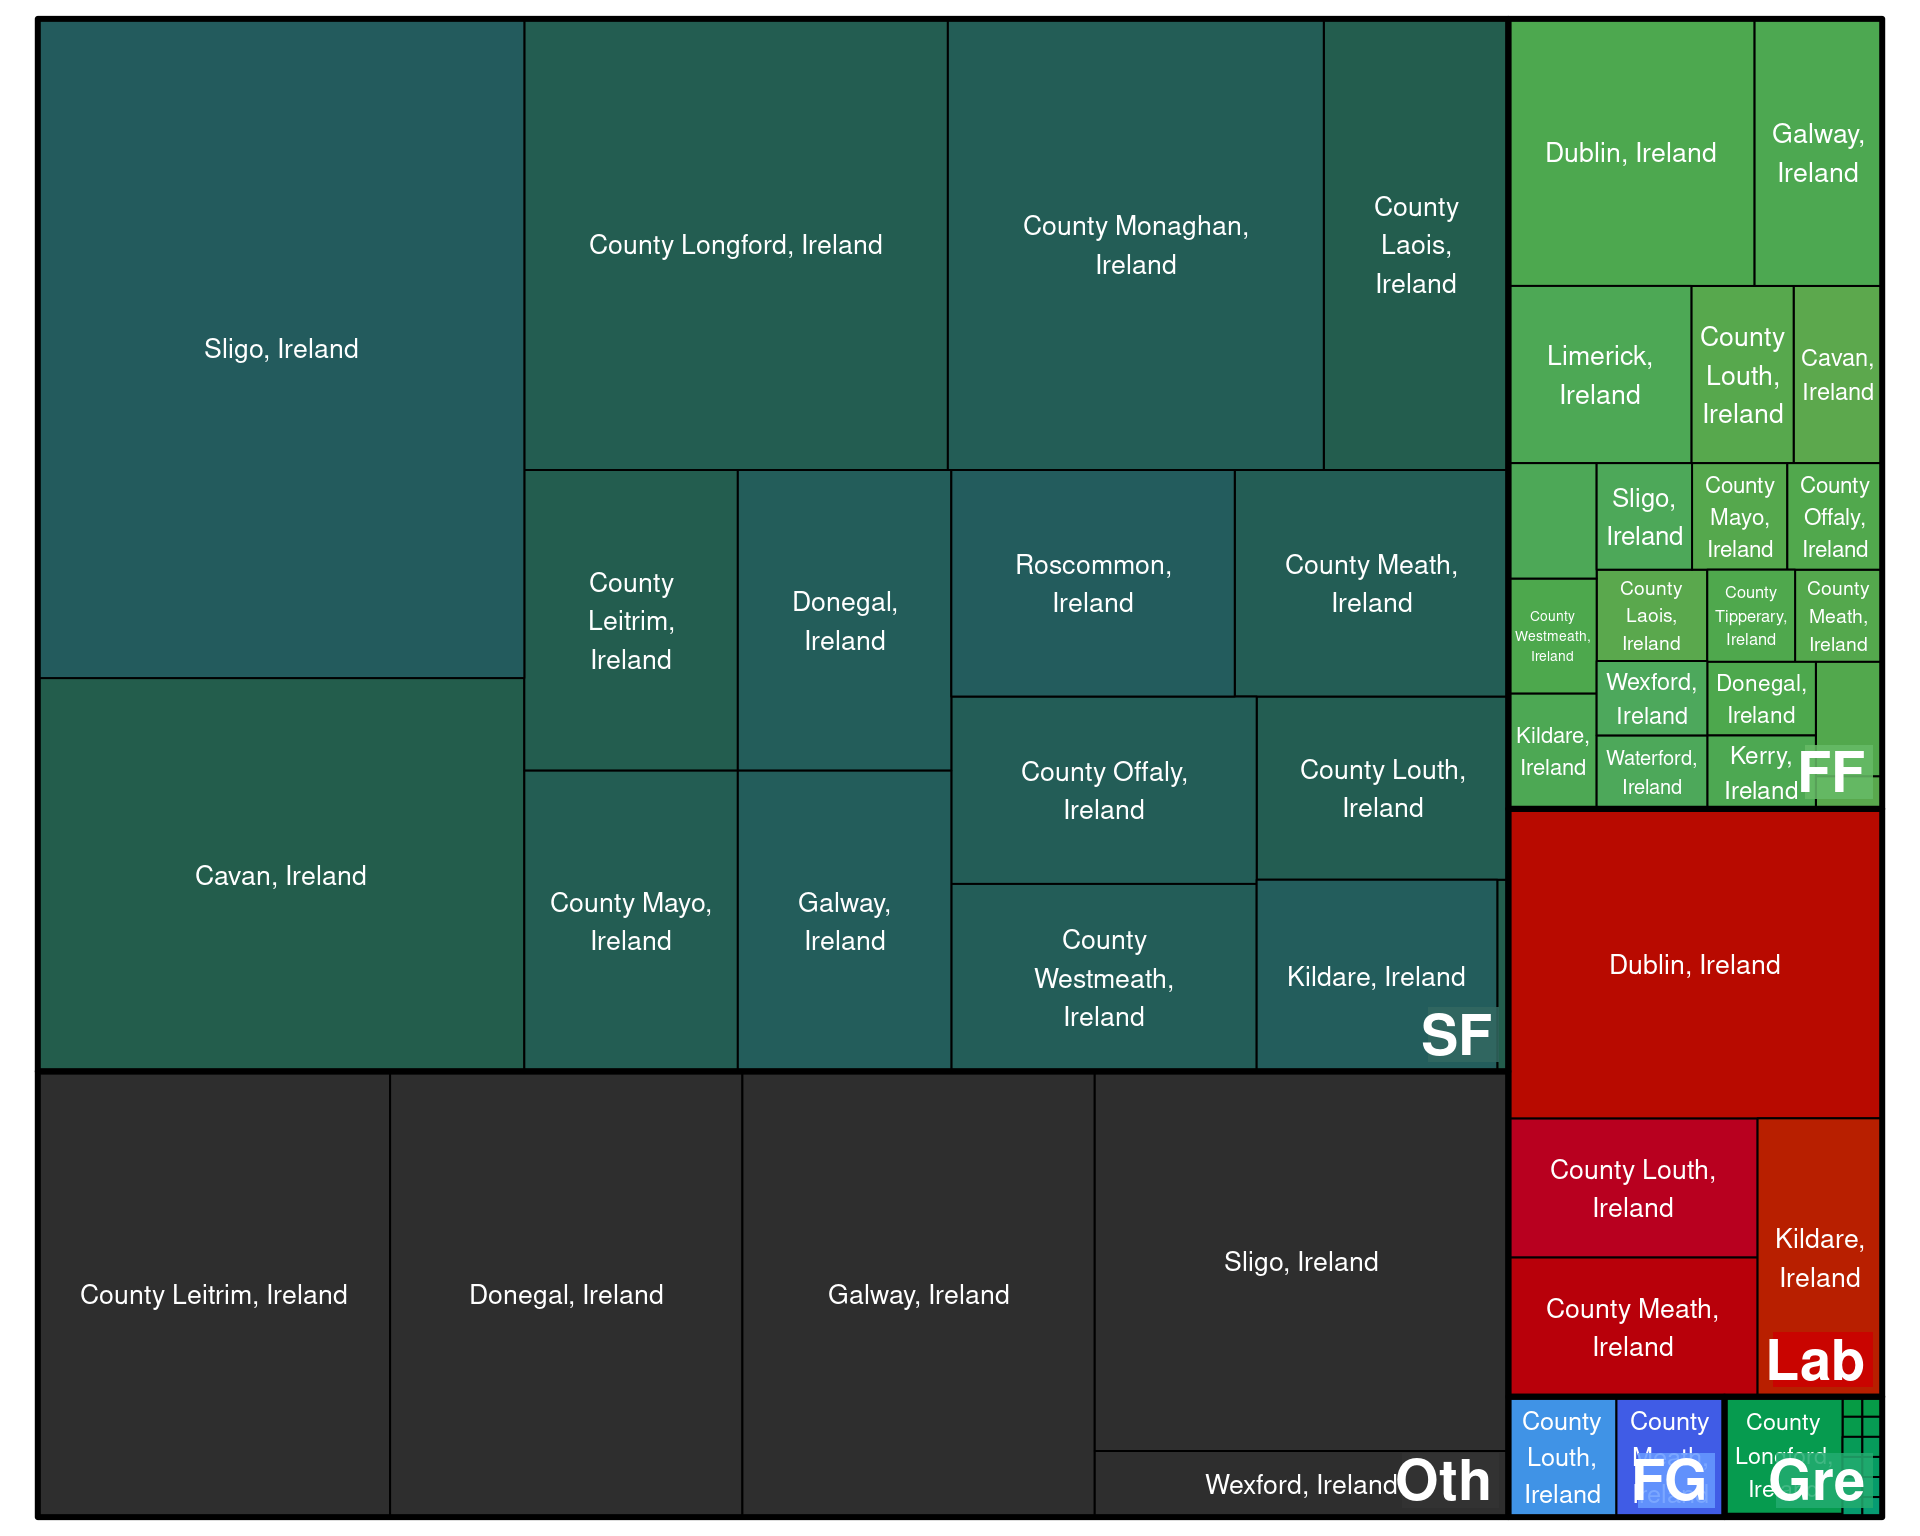 Sligo, Ireland
Cavan, Ireland
County Longford, Ireland
County Monaghan,
Ireland
County
Laois,
Ireland
County
Leitrim,
Ireland
Donegal,
Ireland
County Mayo,
Ireland
Galway,
Ireland
Roscommon,
Ireland
County Meath,
Ireland
County Offaly,
Ireland
County Louth,
Ireland
County
Westmeath,
Ireland
Kildare, Ireland
SF
County Leitrim, Ireland
Donegal, Ireland
Galway, Ireland
Sligo, Ireland
Wexford, Ireland
Oth
Dublin, Ireland
Galway,
Ireland
Limerick,
Ireland
County
Louth,
Ireland
Cavan,
Ireland
Sligo,
Ireland
County
Mayo,
Ireland
County
Offaly,
Ireland
County
Westmeath,
Ireland
County
Laois,
Ireland
County
Tipperary,
Ireland
County
Meath,
Ireland
Kildare,
Ireland
Wexford,
Ireland
Donegal,
Ireland
Waterford,
Ireland
Kerry,
Ireland
FF
Dublin, Ireland
County Louth,
Ireland
County Meath,
Ireland
Kildare,
Ireland
Lab
County
Louth,
Ireland
County
Meath,
Ireland
FG
County
Longford,
Ireland
Gre